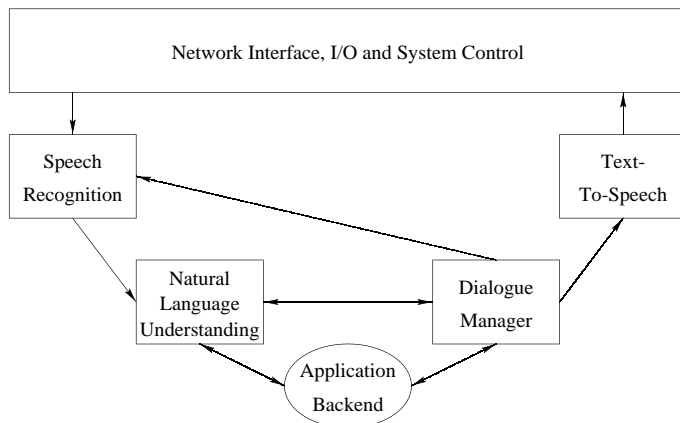 Network Interface, I/O and System Control
Speech
Recognition
Text-
To-Speech
Natural
Language
Understanding
Dialogue
Manager
Application
Backend